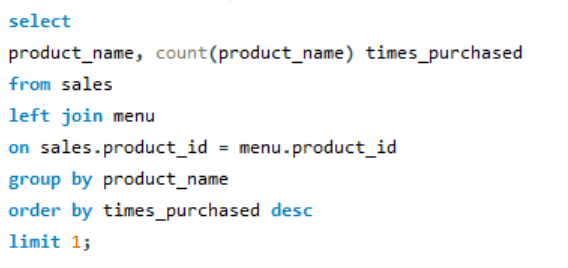 select
product_name, count(product_name) times_purchased
from sales
left join menu
on sales.product_id = menu.product_id
group by product_name
order by times_purchased desc
limit 1;